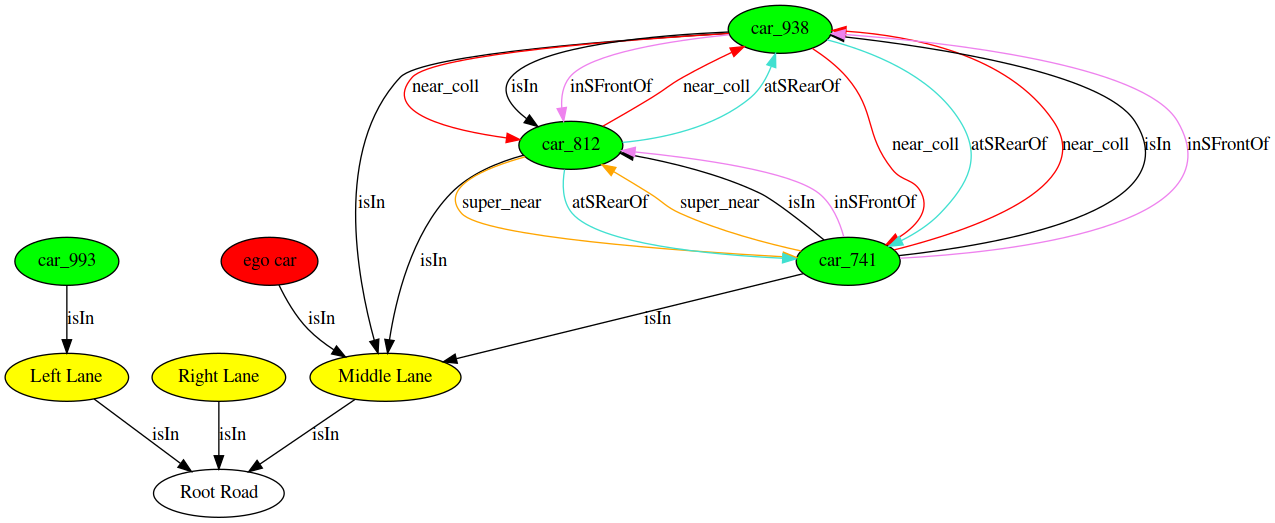 car_938
near_coll
isIn
inSFrontOf
near_coll
atSRearOf
car_812
near_coll
atSRearOf
near_coll
isIn
inSFrontOf
isIn
super_near
atSRearOf
super_near
isIn
inSFrontOf
car_993
ego car
isIn
car_741
isIn
isIn
isIn
Left Lane
Right Lane
Middle Lane
isIn
isIn
isIn
Root Road